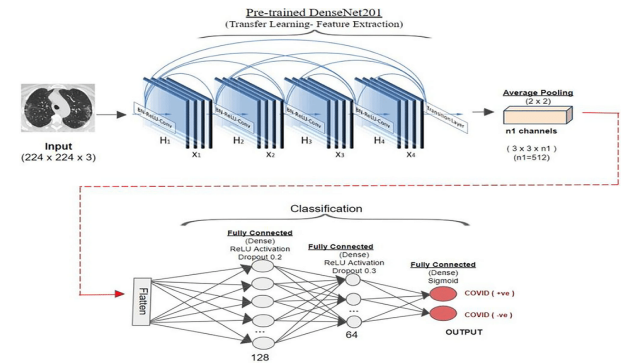 Pre-trained DenseNet201
(Transfer Learning- Feature Extraction)
Input
(224 x 224 x 3)
BN-ReLU-Conv
BN-ReLU-Conv
BN-ReLU-Conv
BN-ReLU-Conv
Transition Layer
H1
X1
H2
X2
H3
X3
H4
X4
Average Pooling
(2 x 2)
n1 channels
( 3 x 3 x n1 )
(n1=512)
Classification
Flatten
Fully Connected
(Dense)
ReLU Activation
Dropout 0.2
...
128
Fully Connected
(Dense)
ReLU Activation
Dropout 0.3
...
64
Fully Connected
(Dense)
Sigmoid
COVID ( +ve )
COVID ( -ve )
OUTPUT